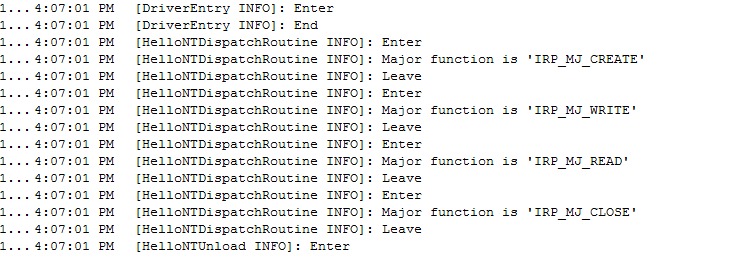 1... 4:07:01 PM [DriverEntry INFO]: Enter
1... 4:07:01 PM [DriverEntry INFO]: End
1... 4:07:01 PM [HelloNTDispatchRoutine INFO]: Enter
1... 4:07:01 PM [HelloNTDispatchRoutine INFO]: Major function is 'IRP_MJ_CREATE'
1... 4:07:01 PM [HelloNTDispatchRoutine INFO]: Leave
1... 4:07:01 PM [HelloNTDispatchRoutine INFO]: Enter
1... 4:07:01 PM [HelloNTDispatchRoutine INFO]: Major function is 'IRP_MJ_WRITE'
1... 4:07:01 PM [HelloNTDispatchRoutine INFO]: Leave
1... 4:07:01 PM [HelloNTDispatchRoutine INFO]: Enter
1... 4:07:01 PM [HelloNTDispatchRoutine INFO]: Major function is 'IRP_MJ_READ'
1... 4:07:01 PM [HelloNTDispatchRoutine INFO]: Leave
1... 4:07:01 PM [HelloNTDispatchRoutine INFO]: Enter
1... 4:07:01 PM [HelloNTDispatchRoutine INFO]: Major function is 'IRP_MJ_CLOSE'
1... 4:07:01 PM [HelloNTDispatchRoutine INFO]: Leave
1... 4:07:01 PM [HelloNTUnload INFO]: Enter